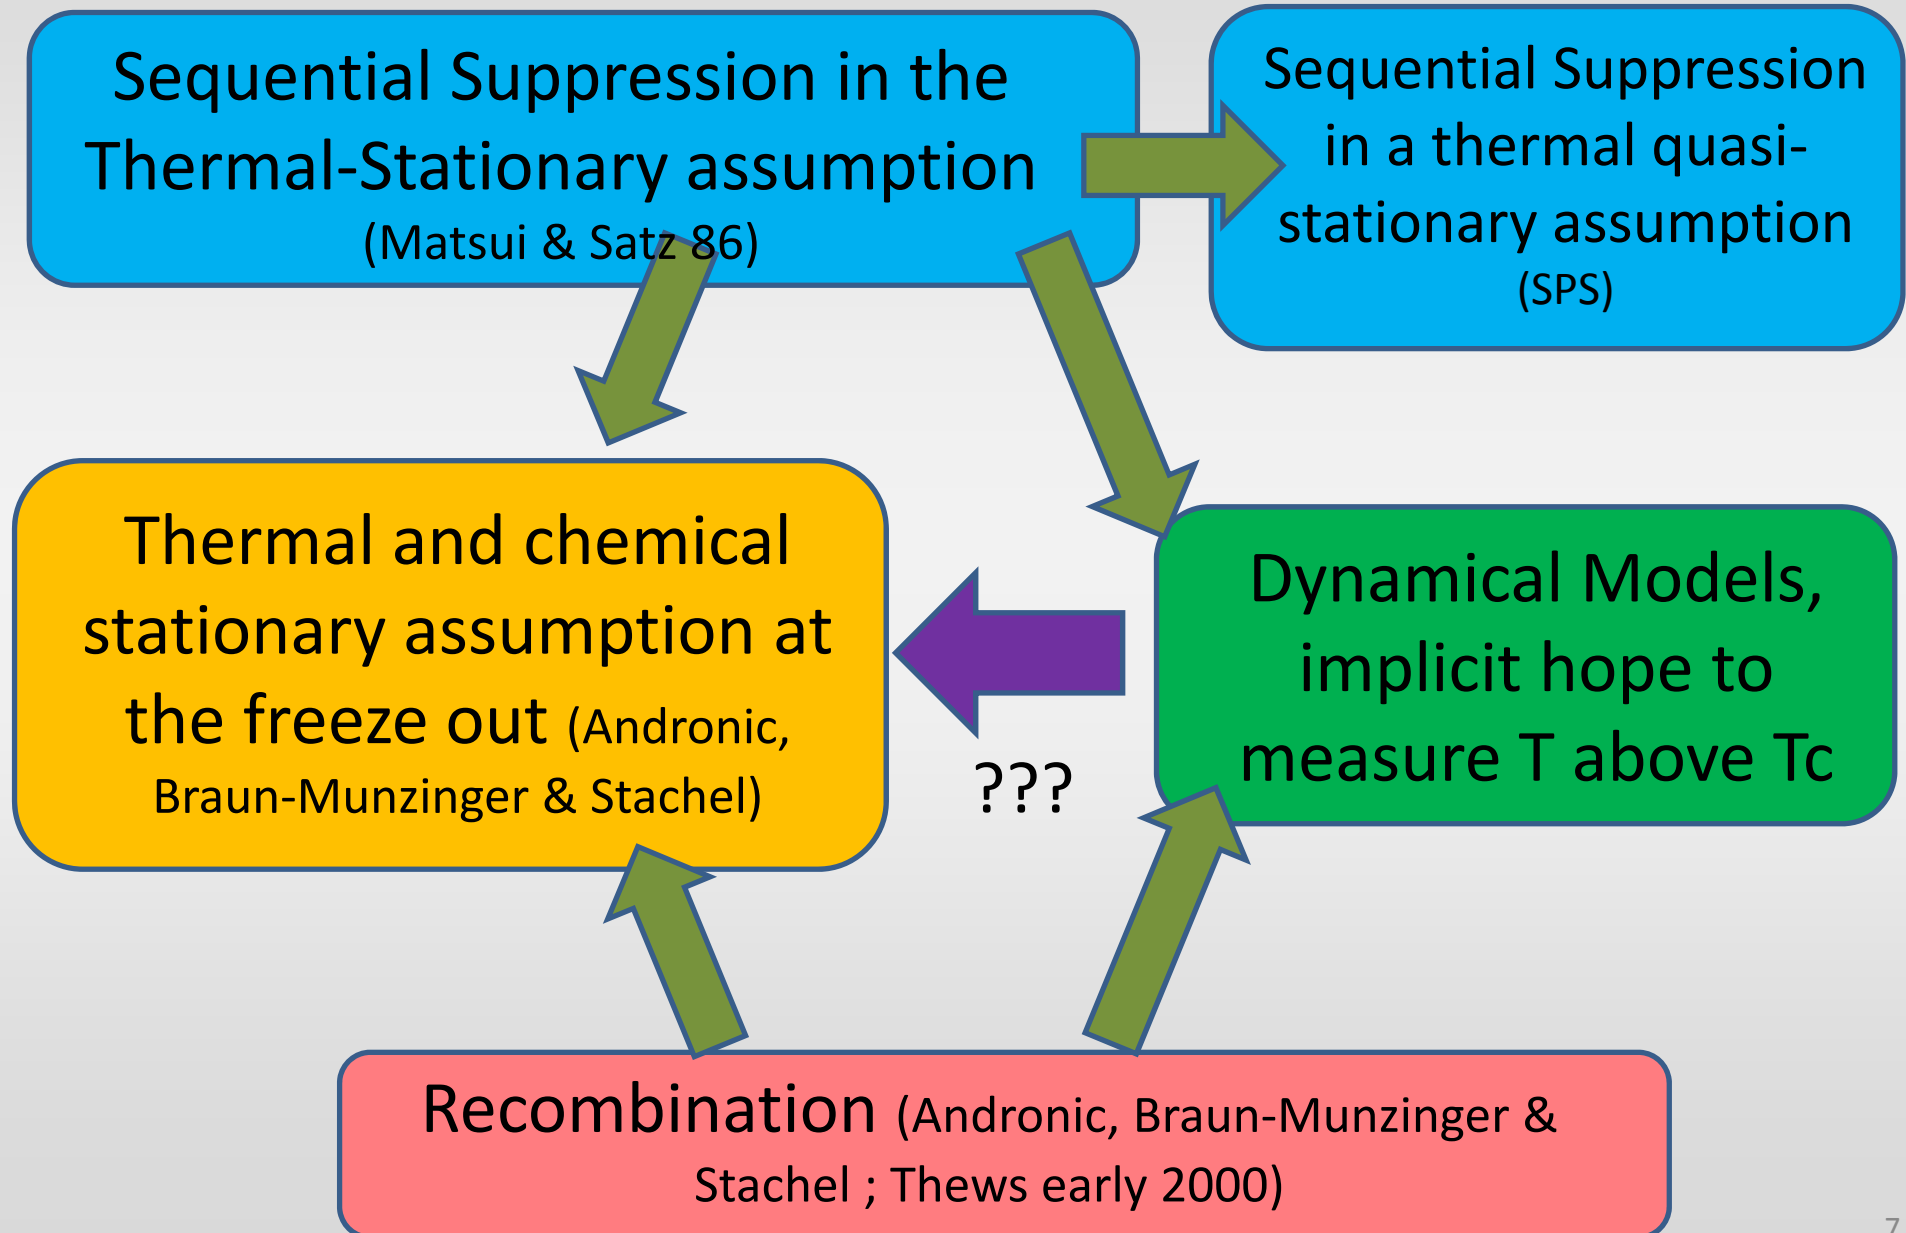 Sequential Suppression in the
Thermal-Stationary assumption
(Matsui & Satz 86)
Sequential Suppression
in a thermal quasi-
stationary assumption
(SPS)
Thermal and chemical
stationary assumption at
the freeze out (Andronic,
Braun-Munzinger & Stachel)
???
Dynamical Models,
implicit hope to
measure T above Tc
Recombination (Andronic, Braun-Munzinger &
Stachel ; Thews early 2000)
7